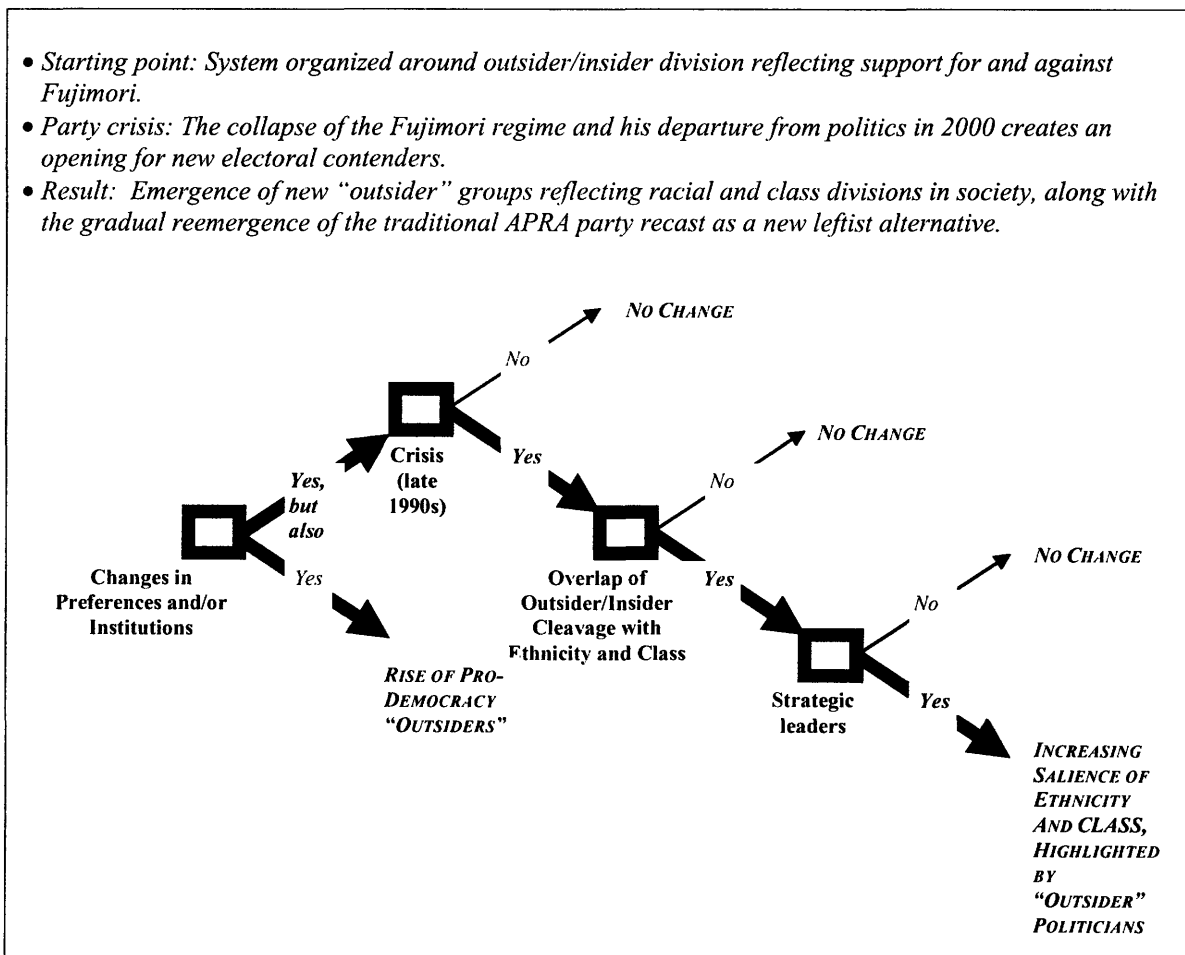 • Starting point: System organized around outsider/insider division reflecting support for and against
Fujimori.
• Party crisis: The collapse of the Fujimori regime and his departure from politics in 2000 creates an
opening for new electoral contenders.
• Result: Emergence of new “outsider” groups reflecting racial and class divisions in society, along with
the gradual reemergence of the traditional APRA party recast as a new leftist alternative.
NO CHANGE
No
Crisis
(late
1990s)
Yes
NO CHANGE
No
Yes,
but
also
Changes in
Preferences and/or
Institutions
Yes
RISE OF PRO-
DEMOCRACY
“OUTSIDERS”
Overlap of
Outsider/Insider
Cleavage with
Ethnicity and Class
Yes
NO CHANGE
No
Strategic
leaders
Yes
INCREASING
SALIENCE OF
ETHNICITY
AND CLASS,
HIGHLIGHTED
BY
“OUTSIDER”
POLITICIANS